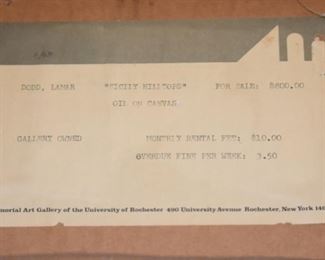 DODD, LAMAR "SICILY HILLTOPS" FOR SALE: $600.00
OIL ON CANVAS
GALLERY OWNED MONTHLY RENTAL FEE: $10.00
OVERDUE FINE PER WEEK: 3.50
morial Art Gallery of the University of Rochester 490 University Avenue Rochester, New York 146